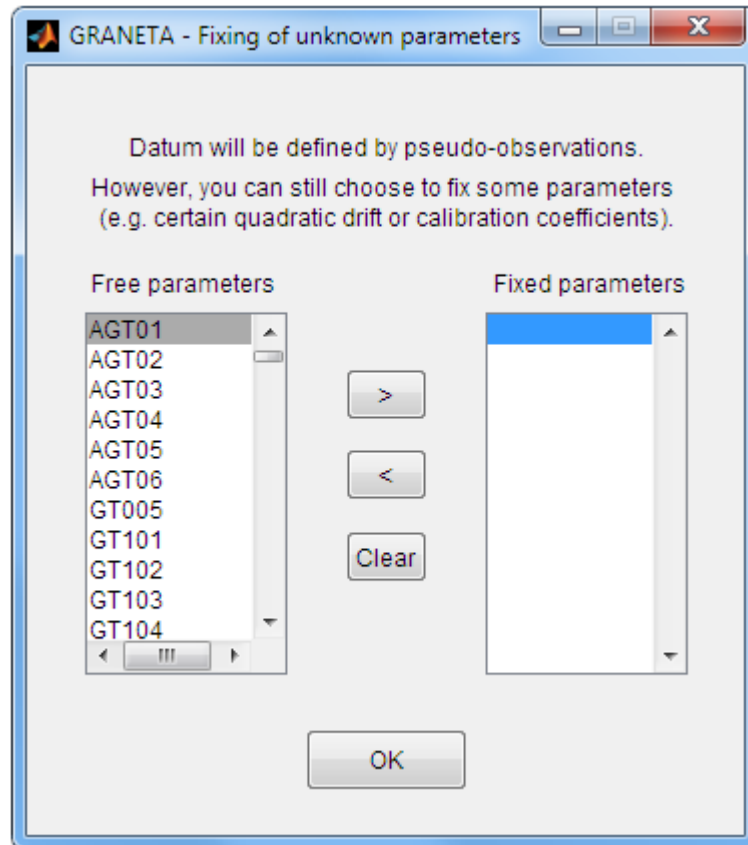 GRANETA - Fixing of unknown parameters
X
Datum will be defined by pseudo-observations.
However, you can still choose to fix some parameters
(e.g. certain quadratic drift or calibration coefficients).
Free parameters
Fixed parameters
AGT01
AGT02
AGT03
AGT04
AGT05
AGT06
GT005
GT101
GT102
GT103
GT104
>
<
Clear
OK